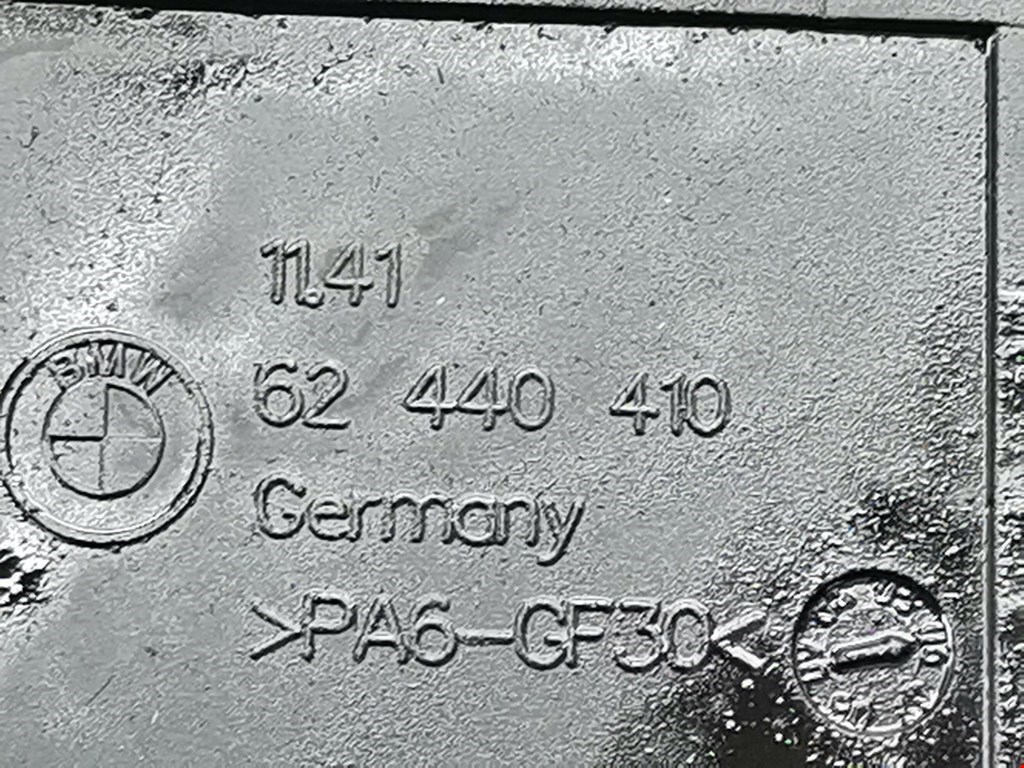 11.41
BMW
62 440 410
Germany
>PA6-GF30<